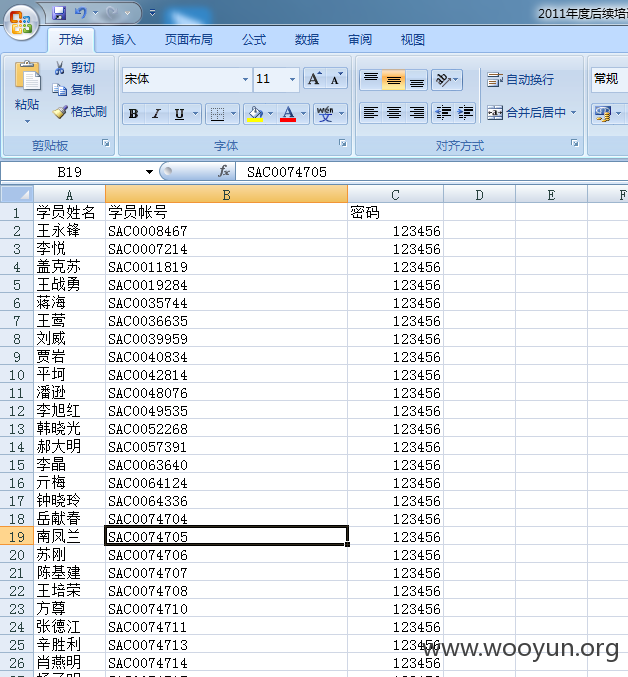 2011年度后续培
开始 插入 页面布局 公式 数据 审阅 视图
粘贴 剪切 宋体 11 A A 自动换行 常规
复制
格式刷 B I U A wén 文 合并后居中
剪贴板 字体 对齐方式
B19 fx SAC0074705
A B C D E F
1 学员姓名 学员帐号 密码
2 王永锋 SAC0008467 123456
3 李悦 SAC0007214 123456
4 盖克苏 SAC0011819 123456
5 王战勇 SAC0019284 123456
6 蒋海 SAC0035744 123456
7 王莺 SAC0036635 123456
8 刘威 SAC0039959 123456
9 贾岩 SAC0040834 123456
10 平坷 SAC0042814 123456
11 潘逊 SAC0048076 123456
12 李旭红 SAC0049535 123456
13 韩晓光 SAC0052268 123456
14 郝大明 SAC0057391 123456
15 李晶 SAC0063640 123456
16 亓梅 SAC0064124 123456
17 钟晓玲 SAC0064336 123456
18 岳献春 SAC0074704 123456
19 南凤兰 SAC0074705 123456
20 苏刚 SAC0074706 123456
21 陈基建 SAC0074707 123456
22 王培荣 SAC0074708 123456
23 方尊 SAC0074710 123456
24 张德江 SAC0074711 123456
25 辛胜利 SAC0074713 123456
www.wooyun.org
26 肖燕明 SAC0074714 123456